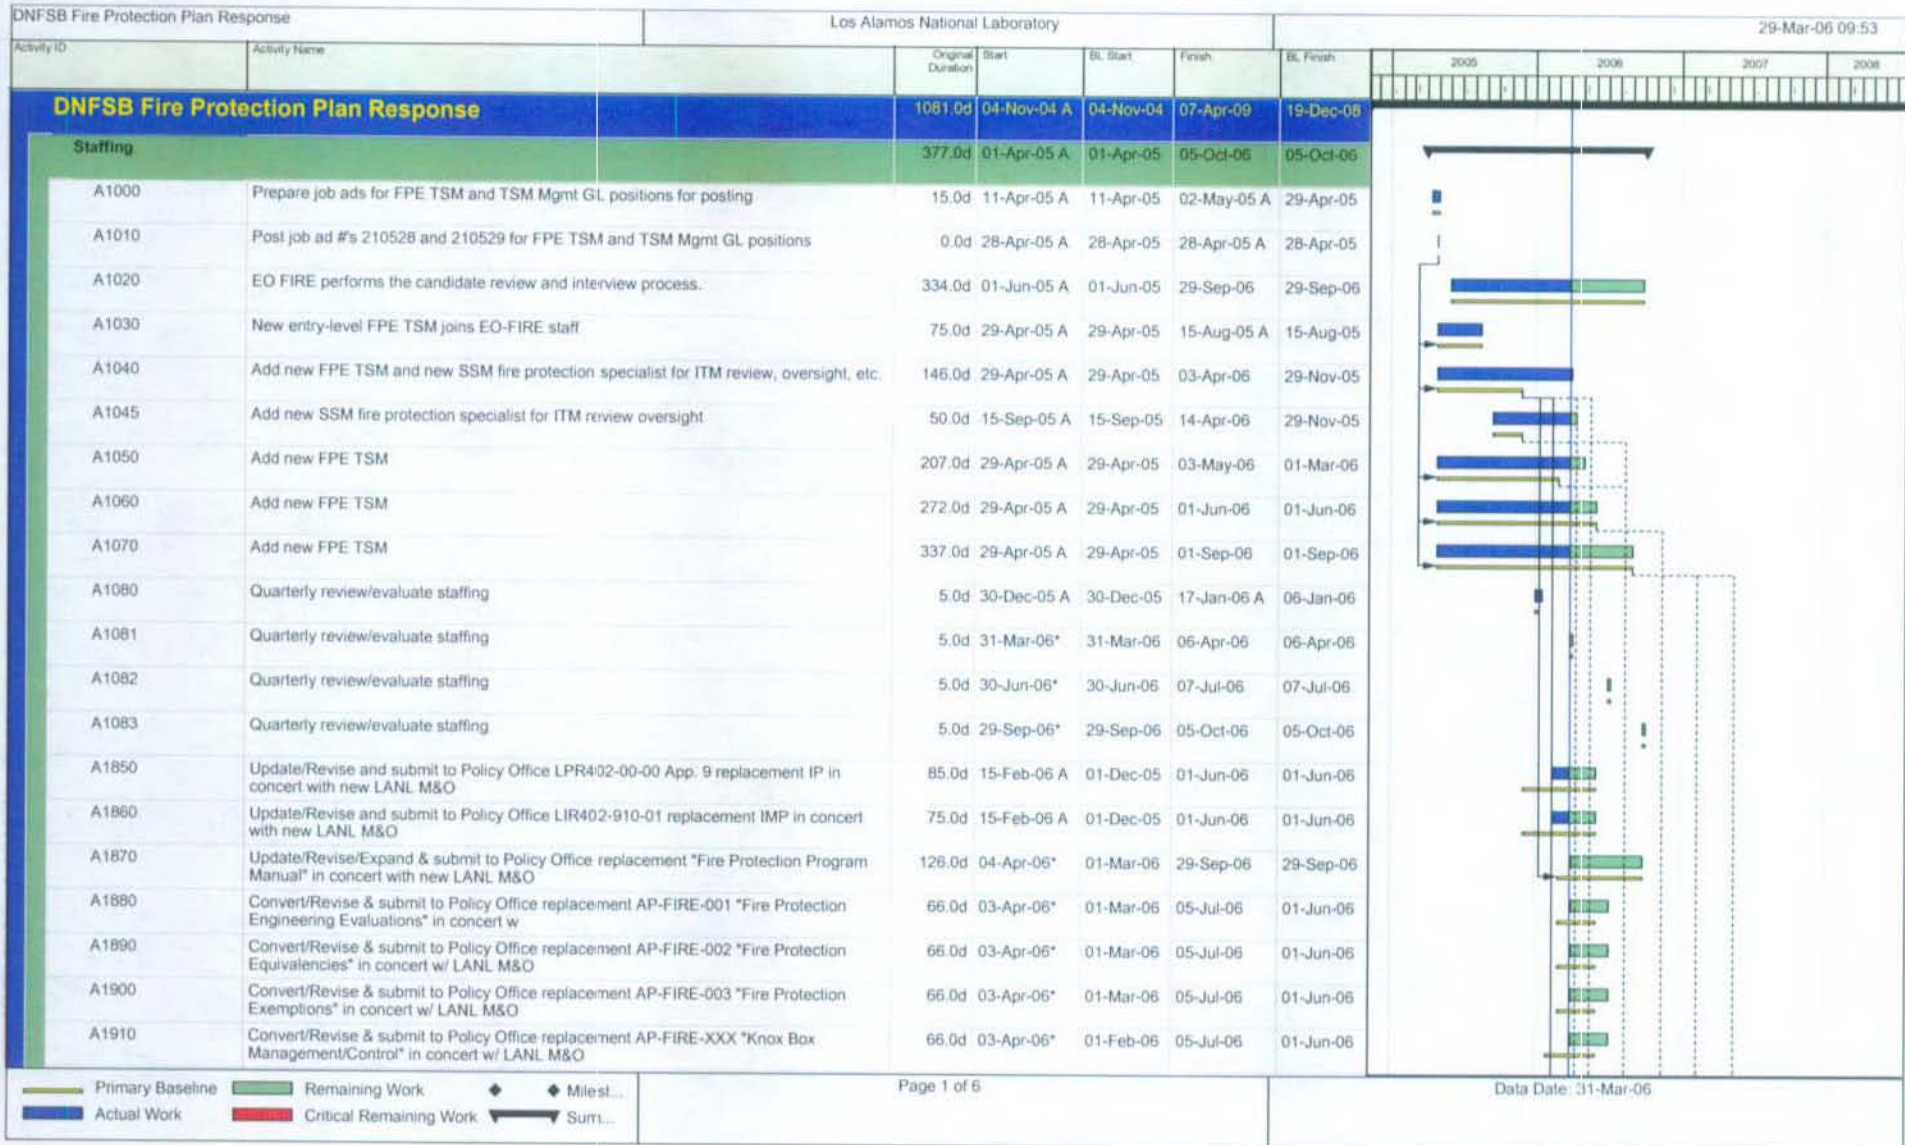 DNFSB Fire Protection Plan Response
Los Alamos National Laboratory
29-Mar-06 09:53
Activity ID Activity Name Original Duration Start BL Start Finish BL Finish 2005 2006 2007 2008
DNFSB Fire Protection Plan Response 1081.0d 04-Nov-04 A 04-Nov-04 07-Apr-09 19-Dec-08
Staffing 377.0d 01-Apr-05 A 01-Apr-05 05-Oct-06 05-Oct-06
A1000 Prepare job ads for FPE TSM and TSM Mgmt GL positions for posting 15.0d 11-Apr-05 A 11-Apr-05 02-May-05 A 29-Apr-05
A1010 Post job ad #'s 210528 and 210529 for FPE TSM and TSM Mgmt GL positions 0.0d 28-Apr-05 A 28-Apr-05 28-Apr-05 A 28-Apr-05
A1020 EO FIRE performs the candidate review and interview process. 334.0d 01-Jun-05 A 01-Jun-05 29-Sep-06 29-Sep-06
A1030 New entry-level FPE TSM joins EO-FIRE staff 75.0d 29-Apr-05 A 29-Apr-05 15-Aug-05 A 15-Aug-05
A1040 Add new FPE TSM and new SSM fire protection specialist for ITM review, oversight, etc. 146.0d 29-Apr-05 A 29-Apr-05 03-Apr-06 29-Nov-05
A1045 Add new SSM fire protection specialist for ITM review oversight 50.0d 15-Sep-05 A 15-Sep-05 14-Apr-06 29-Nov-05
A1050 Add new FPE TSM 207.0d 29-Apr-05 A 29-Apr-05 03-May-06 01-Mar-06
A1060 Add new FPE TSM 272.0d 29-Apr-05 A 29-Apr-05 01-Jun-06 01-Jun-06
A1070 Add new FPE TSM 337.0d 29-Apr-05 A 29-Apr-05 01-Sep-06 01-Sep-06
A1080 Quarterly review/evaluate staffing 5.0d 30-Dec-05 A 30-Dec-05 17-Jan-06 A 06-Jan-06
A1081 Quarterly review/evaluate staffing 5.0d 31-Mar-06* 31-Mar-06 06-Apr-06 06-Apr-06
A1082 Quarterly review/evaluate staffing 5.0d 30-Jun-06* 30-Jun-06 07-Jul-06 07-Jul-06
A1083 Quarterly review/evaluate staffing 5.0d 29-Sep-06* 29-Sep-06 05-Oct-06 05-Oct-06
A1850 Update/Revise and submit to Policy Office LPR402-00-00 App. 9 replacement IP in 85.0d 15-Feb-06 A 01-Dec-05 01-Jun-06 01-Jun-06
concert with new LANL M&O
A1860 Update/Revise and submit to Policy Office LIR402-910-01 replacement IMP in concert 75.0d 15-Feb-06 A 01-Dec-05 01-Jun-06 01-Jun-06
with new LANL M&O
A1870 Update/Revise/Expand & submit to Policy Office replacement "Fire Protection Program 126.0d 04-Apr-06* 01-Mar-06 29-Sep-06 29-Sep-06
Manual" in concert with new LANL M&O
A1880 Convert/Revise & submit to Policy Office replacement AP-FIRE-001 "Fire Protection 66.0d 03-Apr-06* 01-Mar-06 05-Jul-06 01-Jun-06
Engineering Evaluations" in concert w
A1890 Convert/Revise & submit to Policy Office replacement AP-FIRE-002 "Fire Protection 66.0d 03-Apr-06* 01-Mar-06 05-Jul-06 01-Jun-06
Equivalencies" in concert w/ LANL M&O
A1900 Convert/Revise & submit to Policy Office replacement AP-FIRE-003 "Fire Protection 66.0d 03-Apr-06* 01-Mar-06 05-Jul-06 01-Jun-06
Exemptions" in concert w/ LANL M&O
A1910 Convert/Revise & submit to Policy Office replacement AP-FIRE-XXX "Knox Box 66.0d 03-Apr-06* 01-Feb-06 05-Jul-06 01-Jun-06
Management/Control" in concert w/ LANL M&O
Primary Baseline Remaining Work Milest...
Actual Work Critical Remaining Work Sum...
Page 1 of 6
Data Date: 31-Mar-06